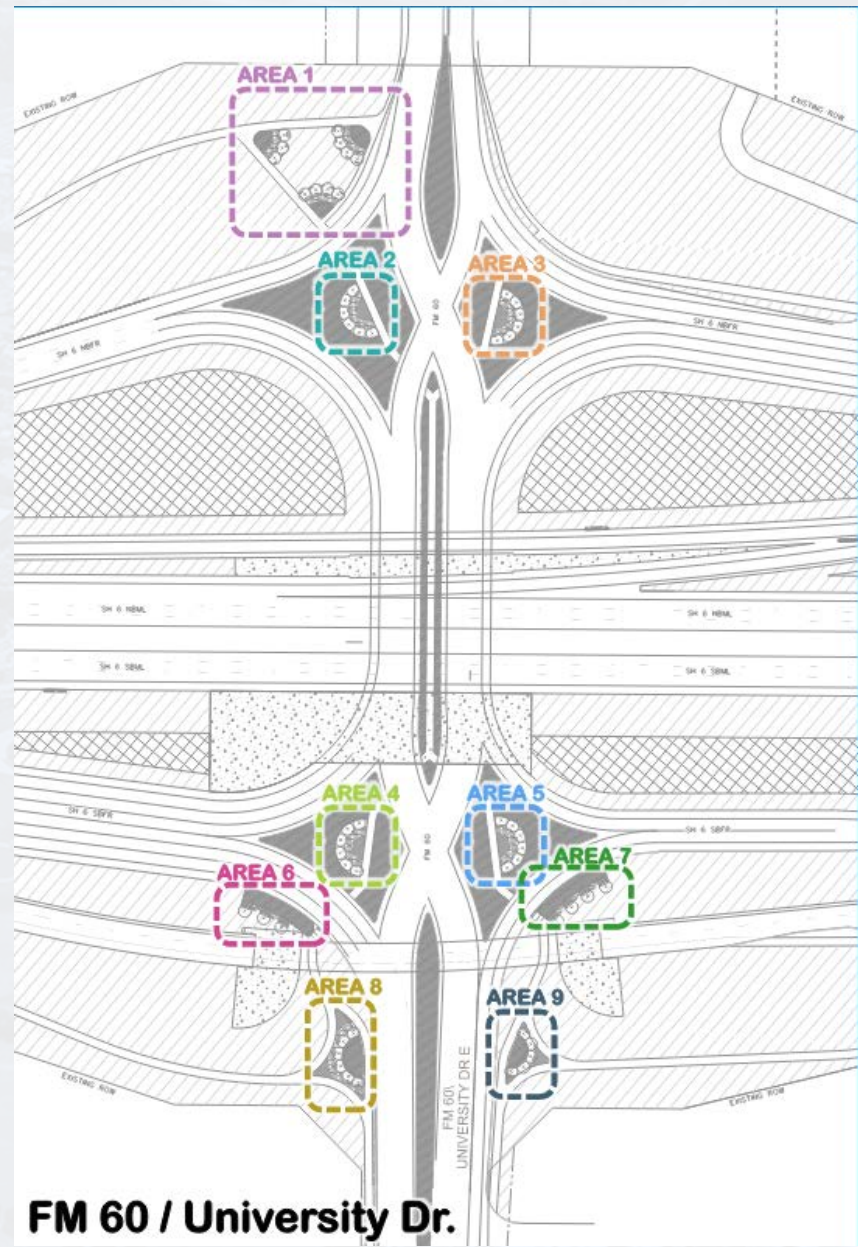 AREA 1
EXISTING ROW
EXISTING ROW
AREA 2
AREA 3
FM 60
SH 6 NBFR
SH 6 NBFR
SH 6 NBML
SH 6 NBML
SH 6 SBML
SH 6 SBML
AREA 4
AREA 5
SH 6 SBFR
FM 60
SH 6 SBFR
AREA 6
AREA 7
AREA 8
AREA 9
EXISTING ROW
FM 60\
UNIVERSITY DR E
EXISTING ROW
FM 60 / University Dr.